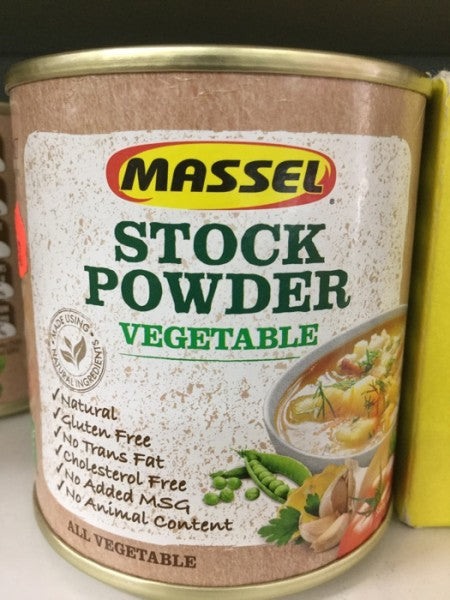 MASSEL
STOCK
POWDER
VEGETABLE
MADE USING
NATURAL INGREDIENTS
✓Natural
✓Gluten Free
✓No Trans Fat
✓Cholesterol Free
✓No Added MSG
✓No Animal Content
ALL VEGETABLE